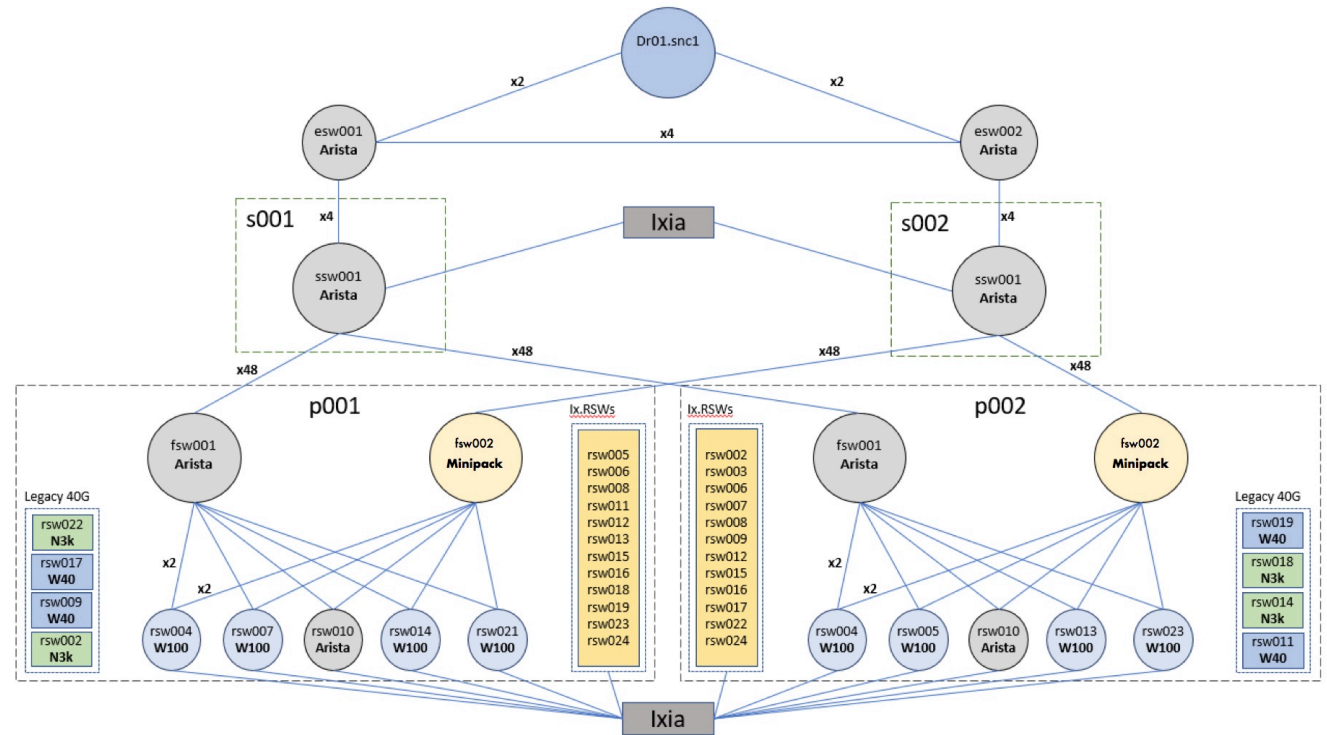 Dr01.snc1
x2
x2
esw001
Arista
x4
esw002
Arista
s001
x4
Ixia
s002
x4
ssw001
Arista
ssw001
Arista
x48
x48
x48
x48
p001
Ix.RSWs
Ix.RSWs
p002
fsw001
Arista
fsw002
Minipack
rsw005
rsw006
rsw008
rsw011
rsw012
rsw013
rsw015
rsw016
rsw018
rsw019
rsw023
rsw024
rsw002
rsw003
rsw006
rsw007
rsw008
rsw009
rsw012
rsw015
rsw016
rsw017
rsw022
rsw024
fsw001
Arista
fsw002
Minipack
Legacy 40G
rsw022
N3k
rsw017
W40
rsw009
W40
rsw002
N3k
x2
x2
rsw004
W100
rsw007
W100
rsw010
Arista
rsw014
W100
rsw021
W100
x2
x2
rsw004
W100
rsw005
W100
rsw010
Arista
rsw013
W100
rsw023
W100
Legacy 40G
rsw019
W40
rsw018
N3k
rsw014
N3k
rsw011
W40
Ixia